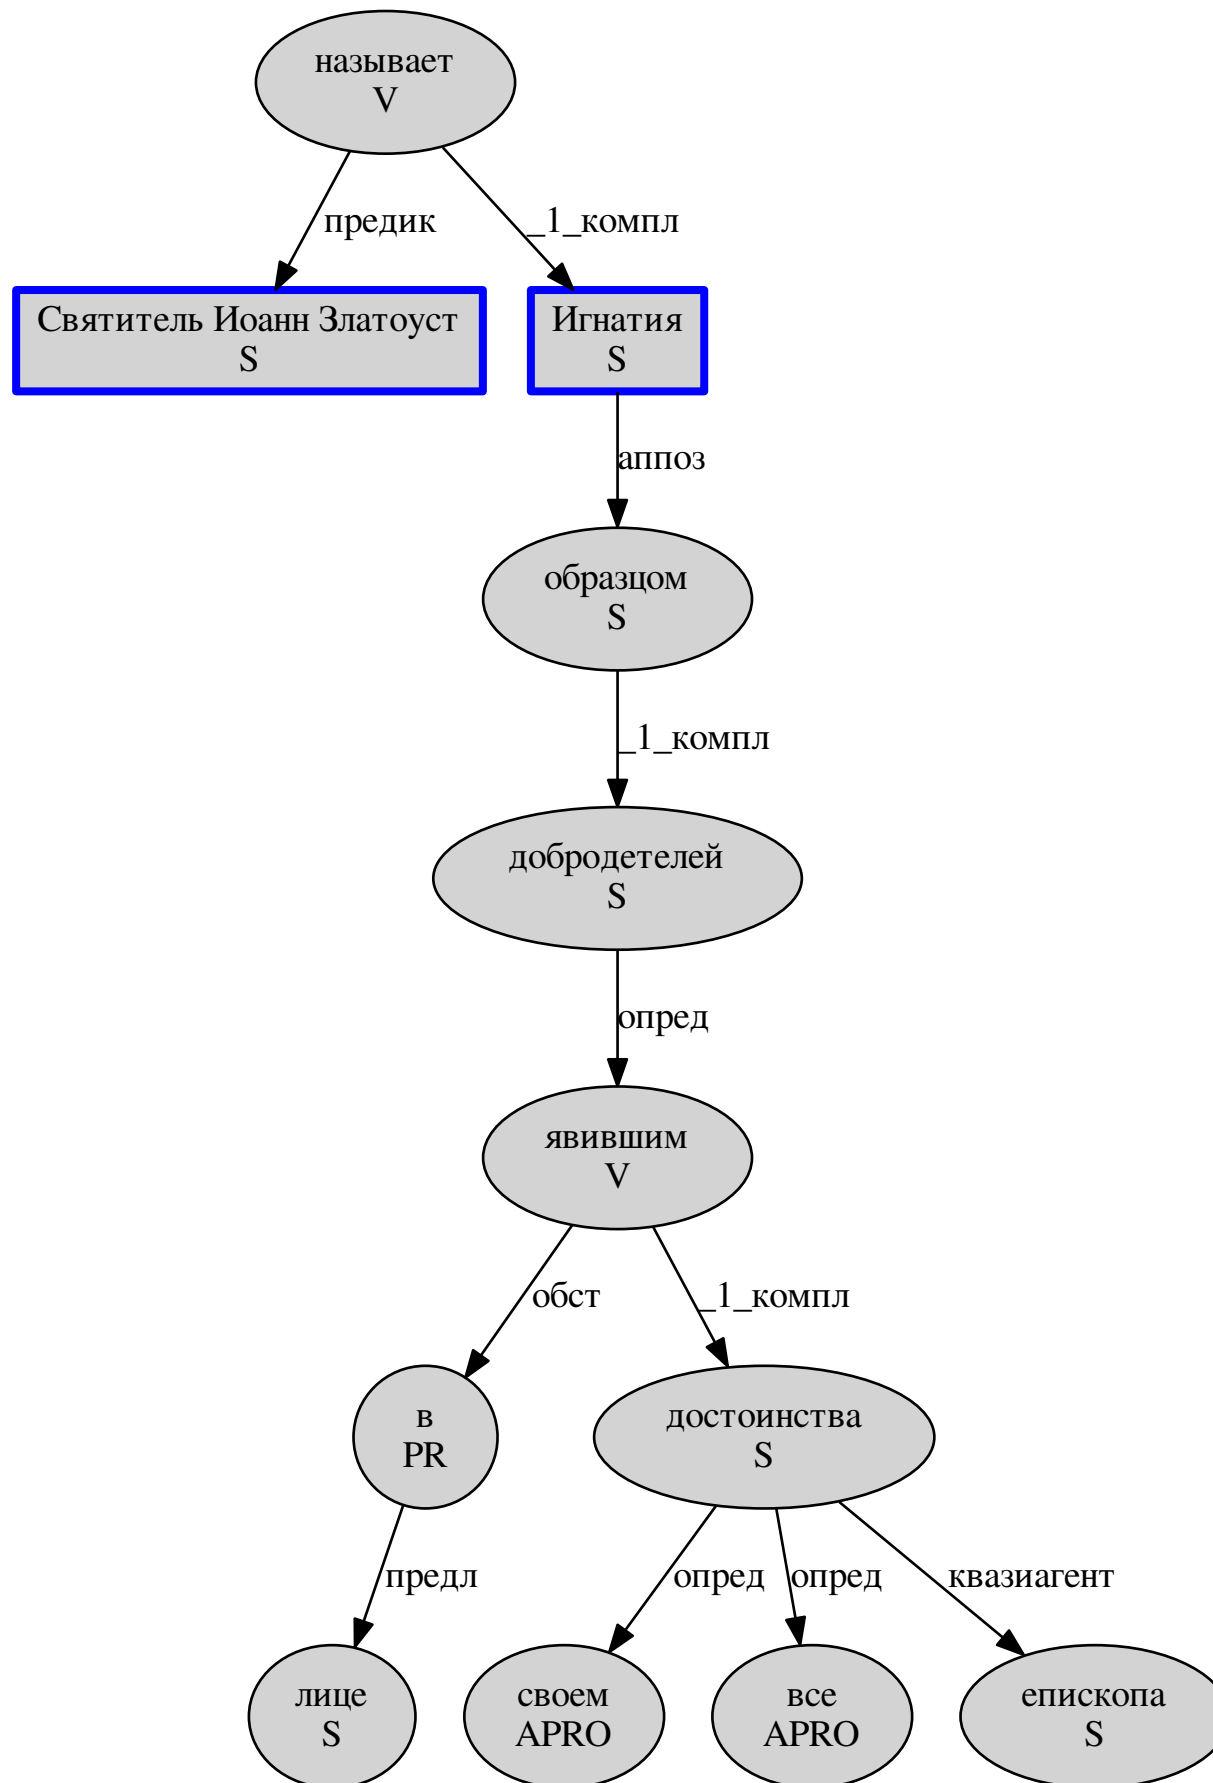 называет
V
предик
_1_компл
Святитель Иоанн Златоуст
S
Игнатия
S
аппоз
образцом
S
_1_компл
добродетелей
S
опред
явившим
V
обст
_1_компл
в
PR
достоинства
S
предл
опред
опред
квазиагент
лице
S
своем
APRO
все
APRO
епископа
S